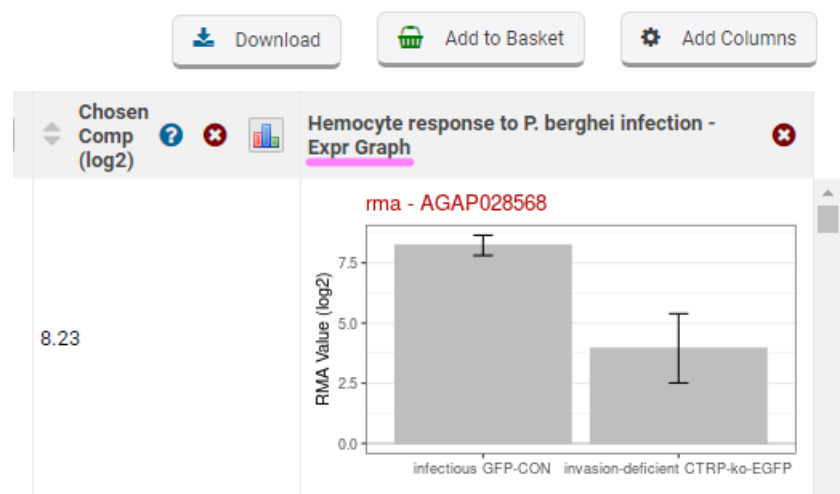 Download
Add to Basket
Add Columns
Chosen
Comp
(log2)
?
Hemocyte response to P. berghei infection -
Expr Graph
8.23
rma - AGAP028568
RMA Value (log2)
7.5
5.0
2.5
0.0
infectious GFP-CON
invasion-deficient CTRP-ko-EGFP